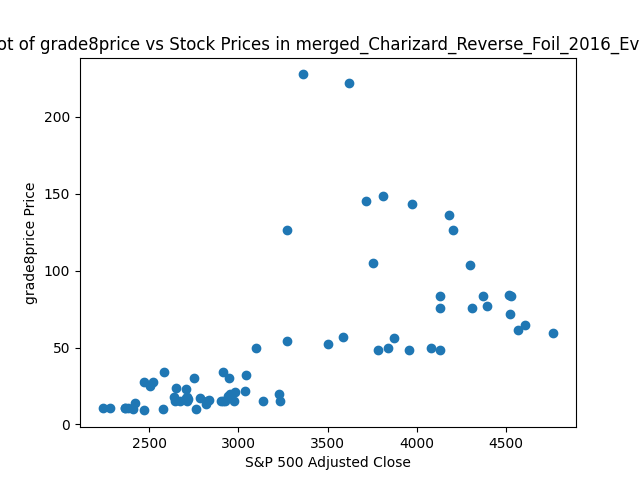 ot of grade8price vs Stock Prices in merged_Charizard_Reverse_Foil_2016_Ev
200
150
100
50
0
grade8price Price
2500 3000 3500 4000 4500
S&P 500 Adjusted Close